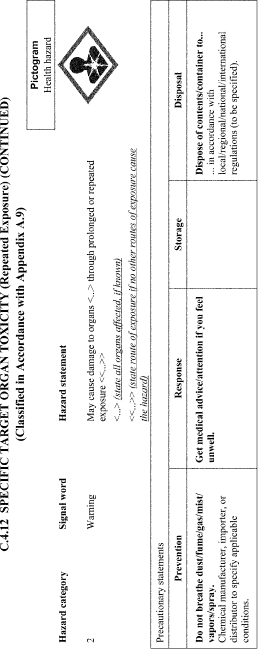 C.4.12 SPECIFIC TARGET ORGAN TOXICITY (Repeated Exposure) (CONTINUED)
(Classified in Accordance with Appendix A.9)
Pictogram
Health hazard
Hazard category
Signal word
Hazard statement
2
Warning
May cause damage to organs <...> through prolonged or repeated
exposure <<...>>
<...> (state all organs affected, if known)
<<...>> (state route of exposure if no other routes of exposure cause
the hazard)
Precautionary statements
Prevention
Response
Storage
Disposal
Do not breathe dust/fume/gas/mist/
vapors/spray.
Chemical manufacturer, importer, or
distributor to specify applicable
conditions.
Get medical advice/attention if you feel
unwell.
Dispose of contents/container to...
... in accordance with
local/regional/national/international
regulations (to be specified).